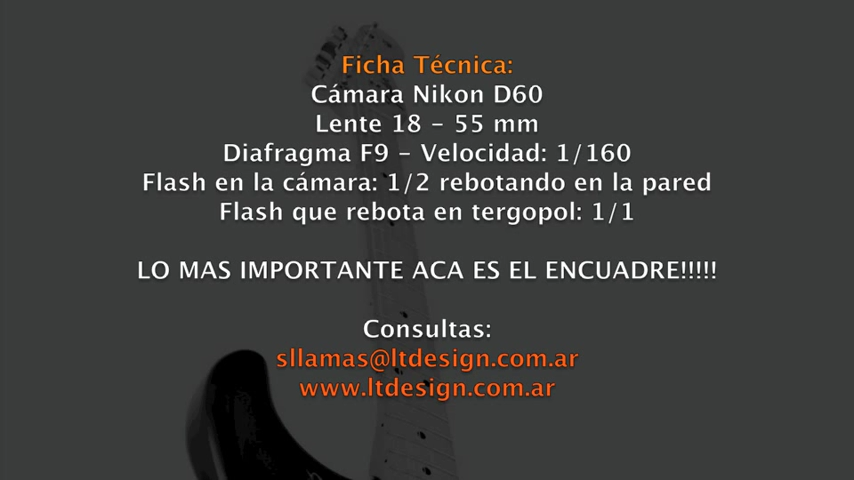 Ficha Técnica:
Cámara Nikon D60
Lente 18 - 55 mm
Diafragma F9 - Velocidad: 1/160
Flash en la cámara: 1/2 rebotando en la pared
Flash que rebota en tergopol: 1/1
LO MAS IMPORTANTE ACA ES EL ENCUADRE!!!!!
Consultas:
sllamas@ltdesign.com.ar
www.ltdesign.com.ar